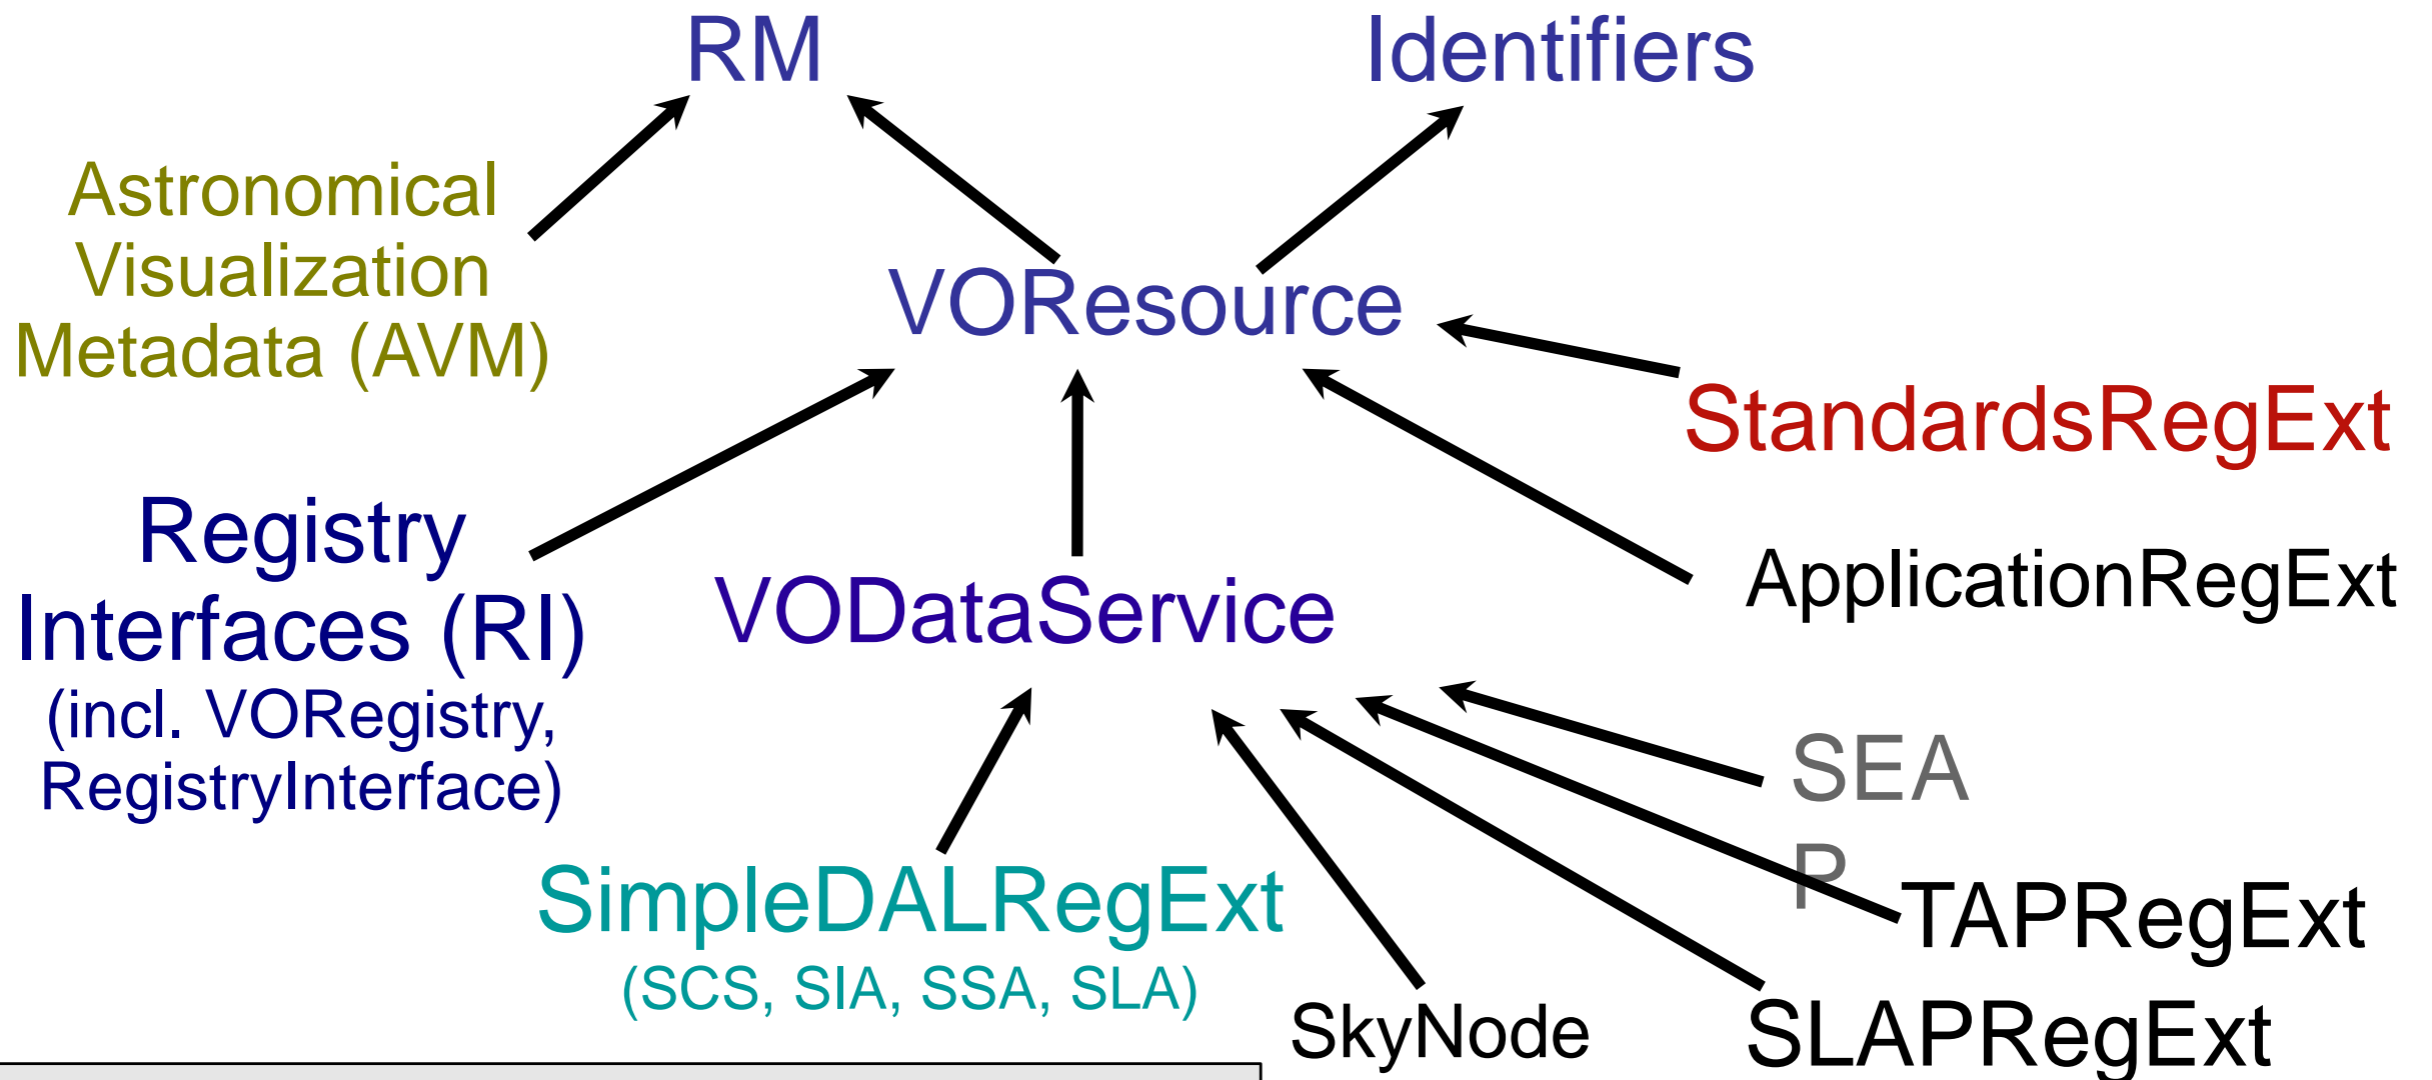 RM
Identifiers
Astronomical
Visualization
Metadata (AVM)
VOResource
StandardsRegExt
Registry
Interfaces (RI)
(incl. VORegistry,
RegistryInterface)
VODataService
ApplicationRegExt
SEA
P
TAPRegExt
SimpleDALRegExt
(SCS, SIA, SSA, SLA)
SkyNode
SLAPRegExt